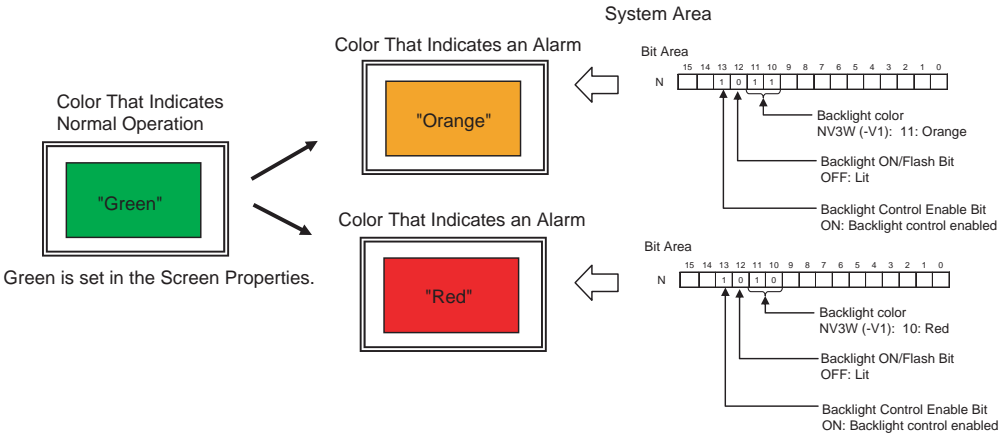 System Area
Color That Indicates an Alarm
Bit Area
15 14 13 12 11 10 9 8 7 6 5 4 3 2 1 0
N 1 0 1 1
Color That Indicates
Normal Operation
"Orange"
Backlight color
NV3W (-V1): 11: Orange
Backlight ON/Flash Bit
OFF: Lit
"Green"
Backlight Control Enable Bit
ON: Backlight control enabled
Color That Indicates an Alarm
Bit Area
15 14 13 12 11 10 9 8 7 6 5 4 3 2 1 0
N 1 0 1 0
Green is set in the Screen Properties.
"Red"
Backlight color
NV3W (-V1): 10: Red
Backlight ON/Flash Bit
OFF: Lit
Backlight Control Enable Bit
ON: Backlight control enabled